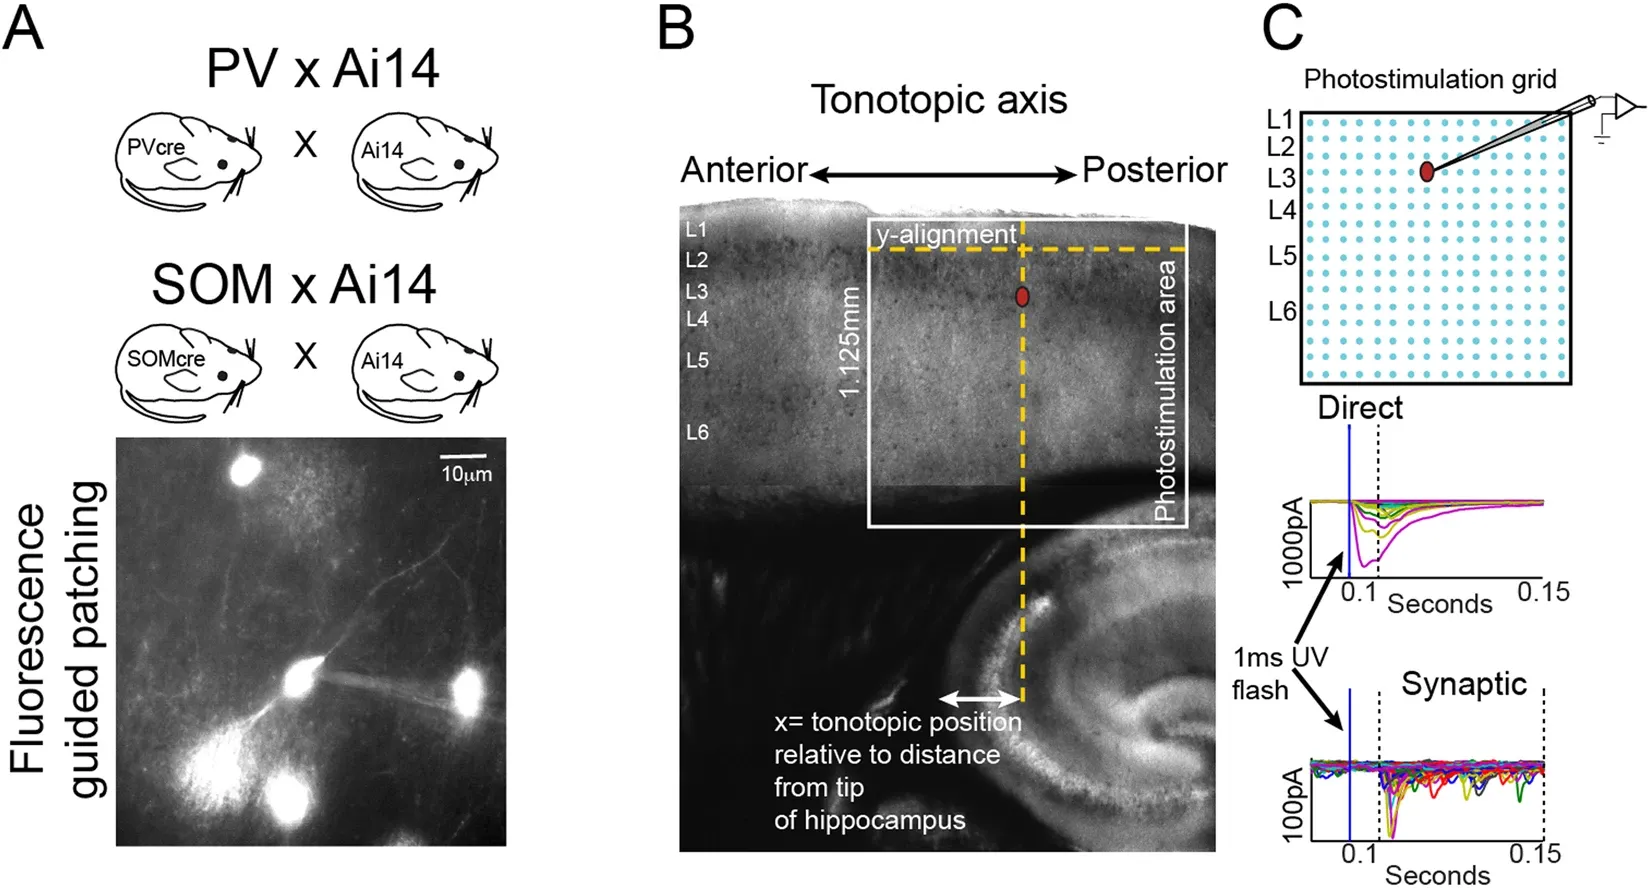 A
PV x Ai14
PVcre
X
Ai14
SOM x Ai14
SOMcre
X
Ai14
Fluorescence
guided patching
10μm
B
Tonotopic axis
Anterior
Posterior
L1
L2
L3
L4
L5
L6
y-alignment
1.125mm
Photostimulation area
x= tonotopic position
relative to distance
from tip
of hippocampus
C
Photostimulation grid
L1
L2
L3
L4
L5
L6
Direct
1000pA
0.1
0.15
Seconds
1ms UV
flash
Synaptic
100pA
0.1
0.15
Seconds